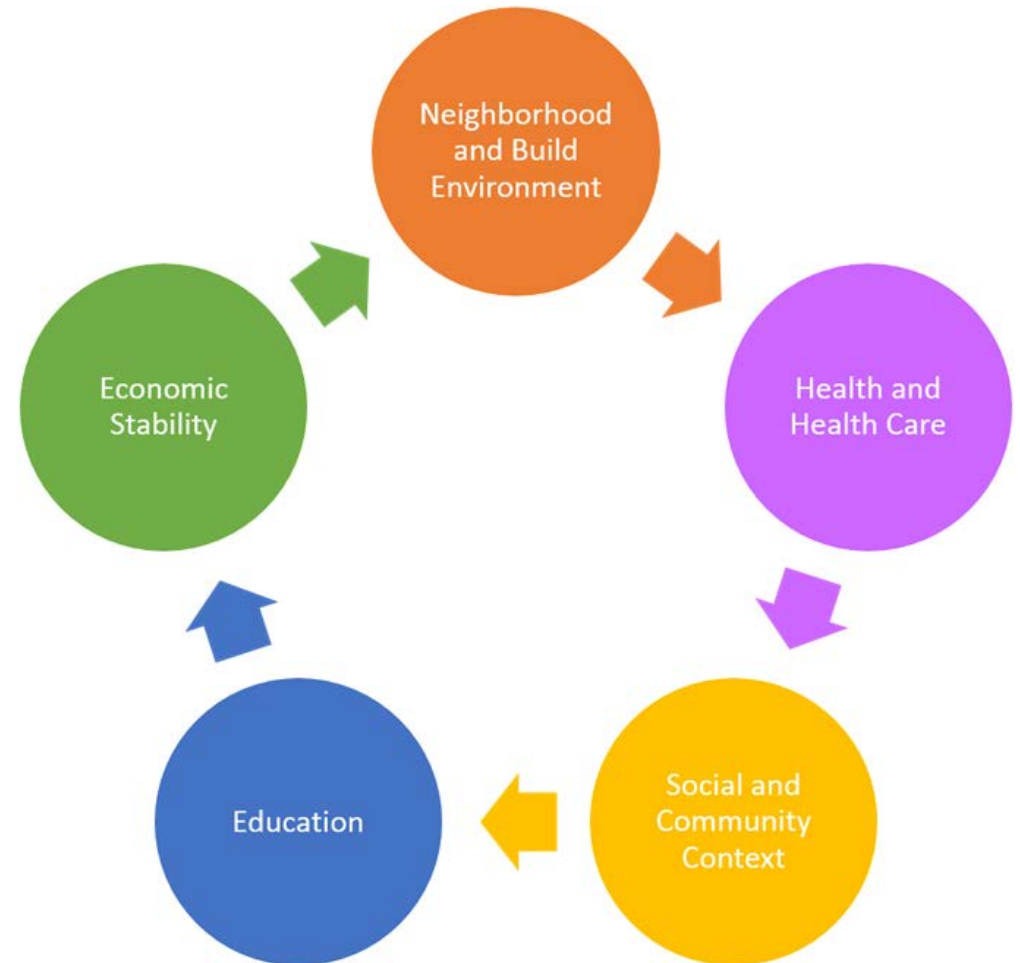 Neighborhood
and Build
Environment
Health and
Health Care
Social and
Community
Context
Education
Economic
Stability